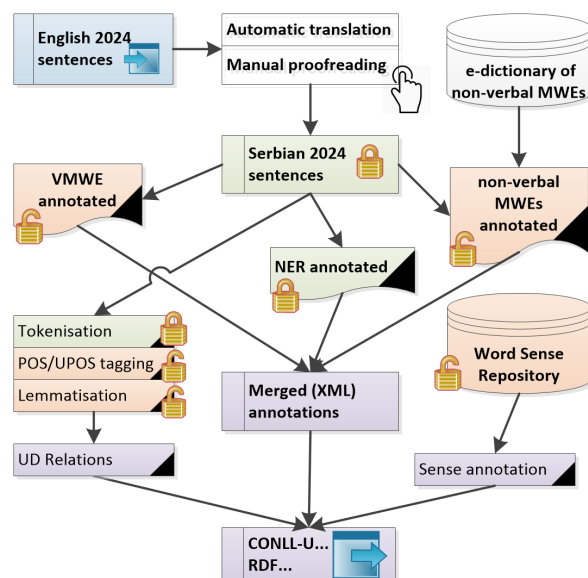 English 2024
sentences
Automatic translation
Manual proofreading
e-dictionary of
non-verbal MWEs
Serbian 2024
sentences
VMWE
annotated
non-verbal
MWEs
annotated
NER annotated
Tokenisation
POS/UPOS tagging
Lemmatisation
Word Sense
Repository
Merged (XML)
annotations
UD Relations
Sense annotation
CONLL-U...
RDF...